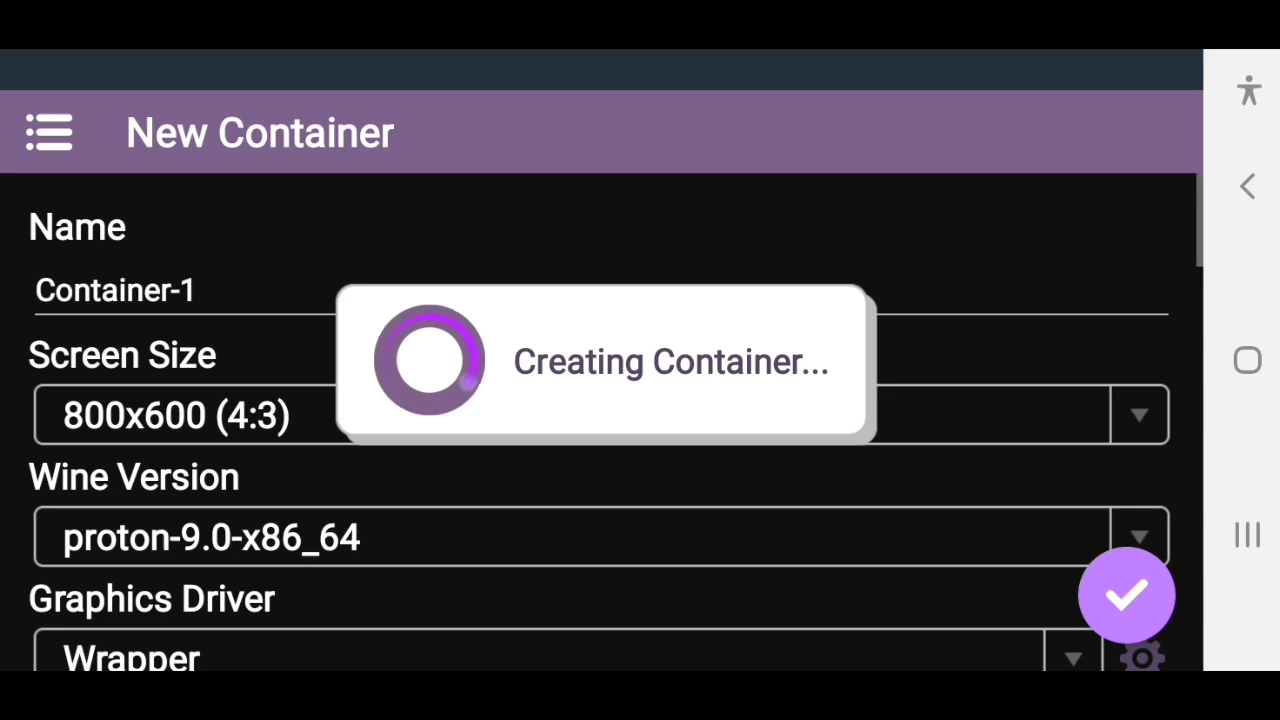 New Container
Name
Container-1
Creating Container...
Screen Size
800x600 (4:3)
Wine Version
proton-9.0-x86_64
Graphics Driver
Wrapper